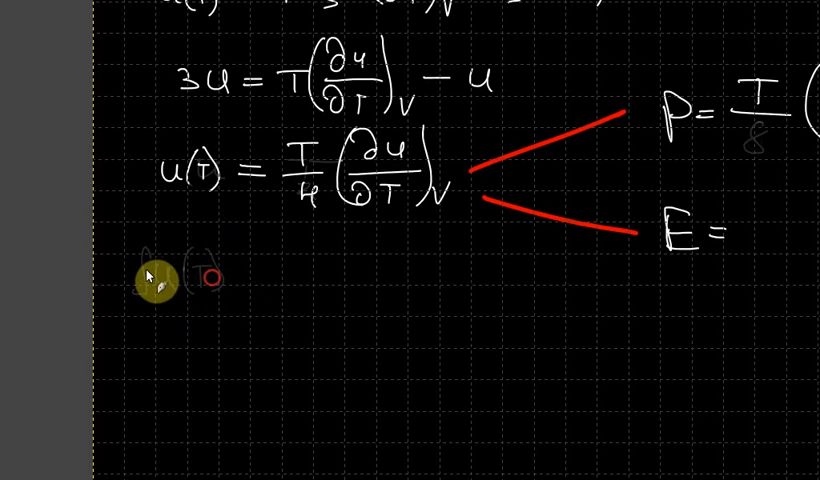 3u = T(∂u/∂T)_V − u
u(T) = T/4 (∂u/∂T)_V
P = T/8 (
E =
u(T)